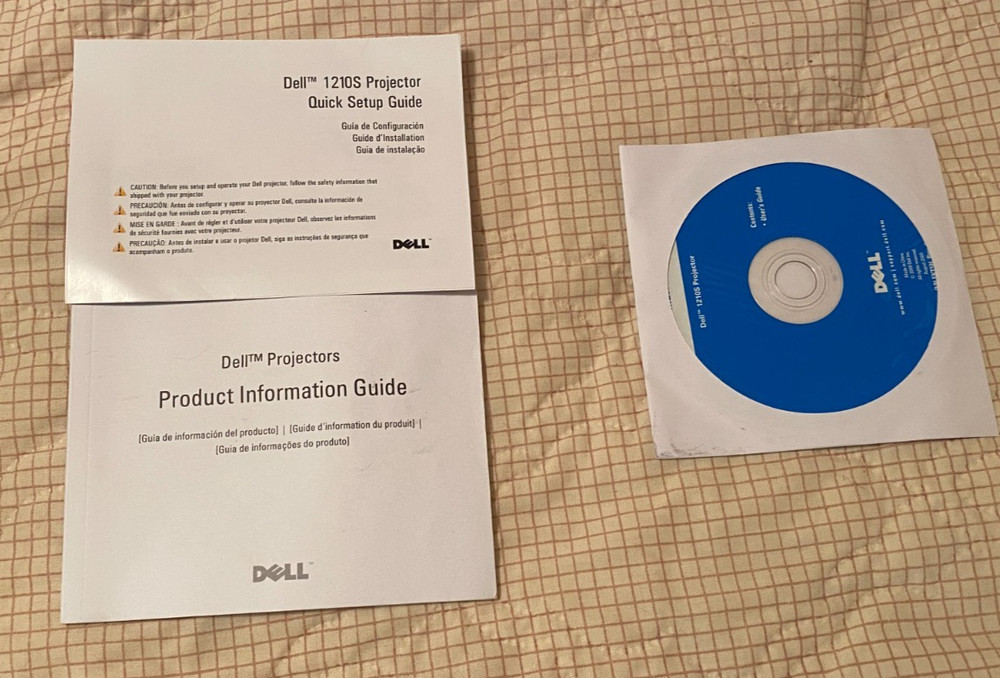 Dell™ 1210S Projector
Quick Setup Guide
Guía de Configuración
Guide d'Installation
Guia de instalação
CAUTION: Before you setup and operate your Dell projector, follow the safety information that
shipped with your projector.
PRECAUCIÓN: Antes de configurar y operar su proyector Dell, consulte la información de
seguridad que fue enviada con su proyector.
MISE EN GARDE : Avant de régler et d'utiliser votre projecteur Dell, observez les informations
de sécurité fournies avec votre projecteur.
PRECAUÇÃO: Antes de instalar e usar o projetor Dell, siga as instruções de segurança que
acompanham o produto.
DELL™
Dell™ Projectors
Product Information Guide
[Guía de información del producto] | [Guide d'information du produit] |
[Guia de informações do produto]
DELL™
Dell™ 1210S Projector
Contents:
• User's Guide
DELL™
www.dell.com | support.dell.com
Made in China